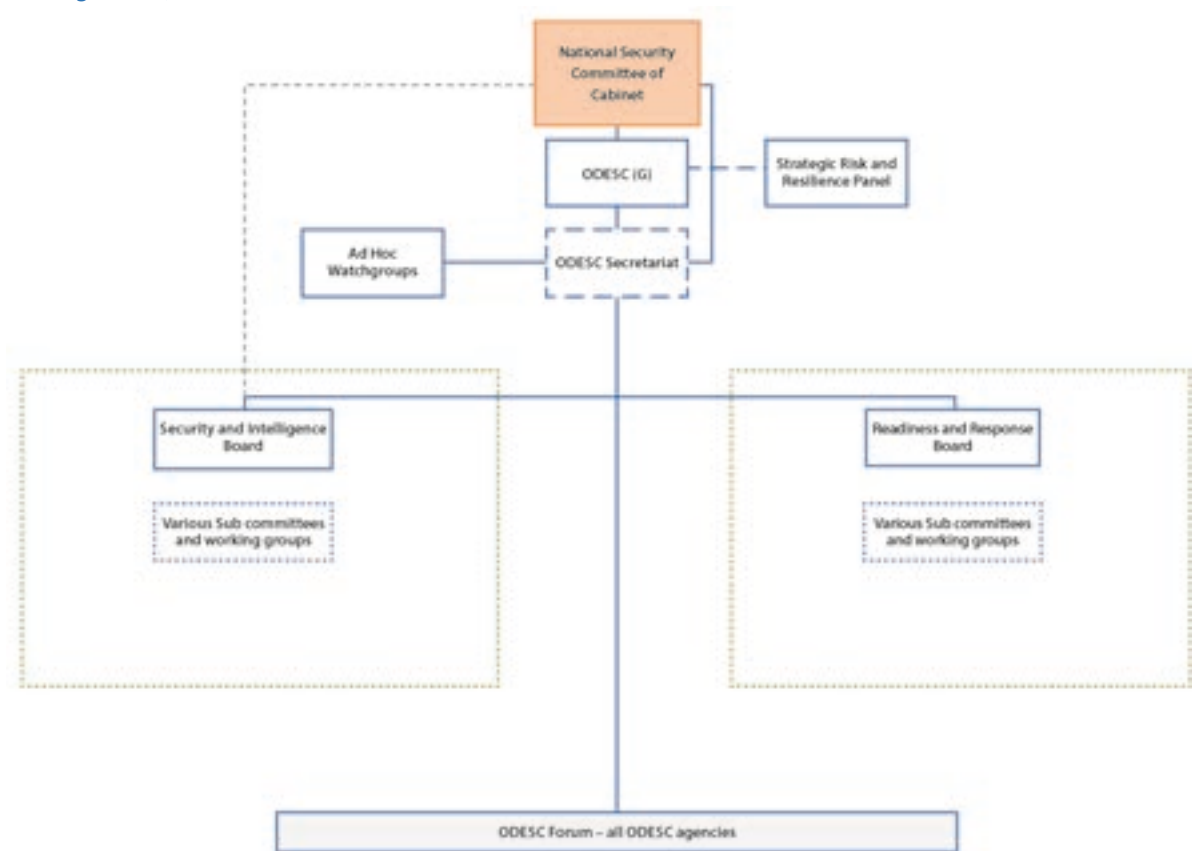 National Security
Committee of
Cabinet
ODESC (G)
Strategic Risk and
Resilience Panel
Ad Hoc
Watchgroups
ODESC Secretariat
Security and Intelligence
Board
Readiness and Response
Board
Various Sub committees
and working groups
Various Sub committees
and working groups
ODESC Forum – all ODESC agencies